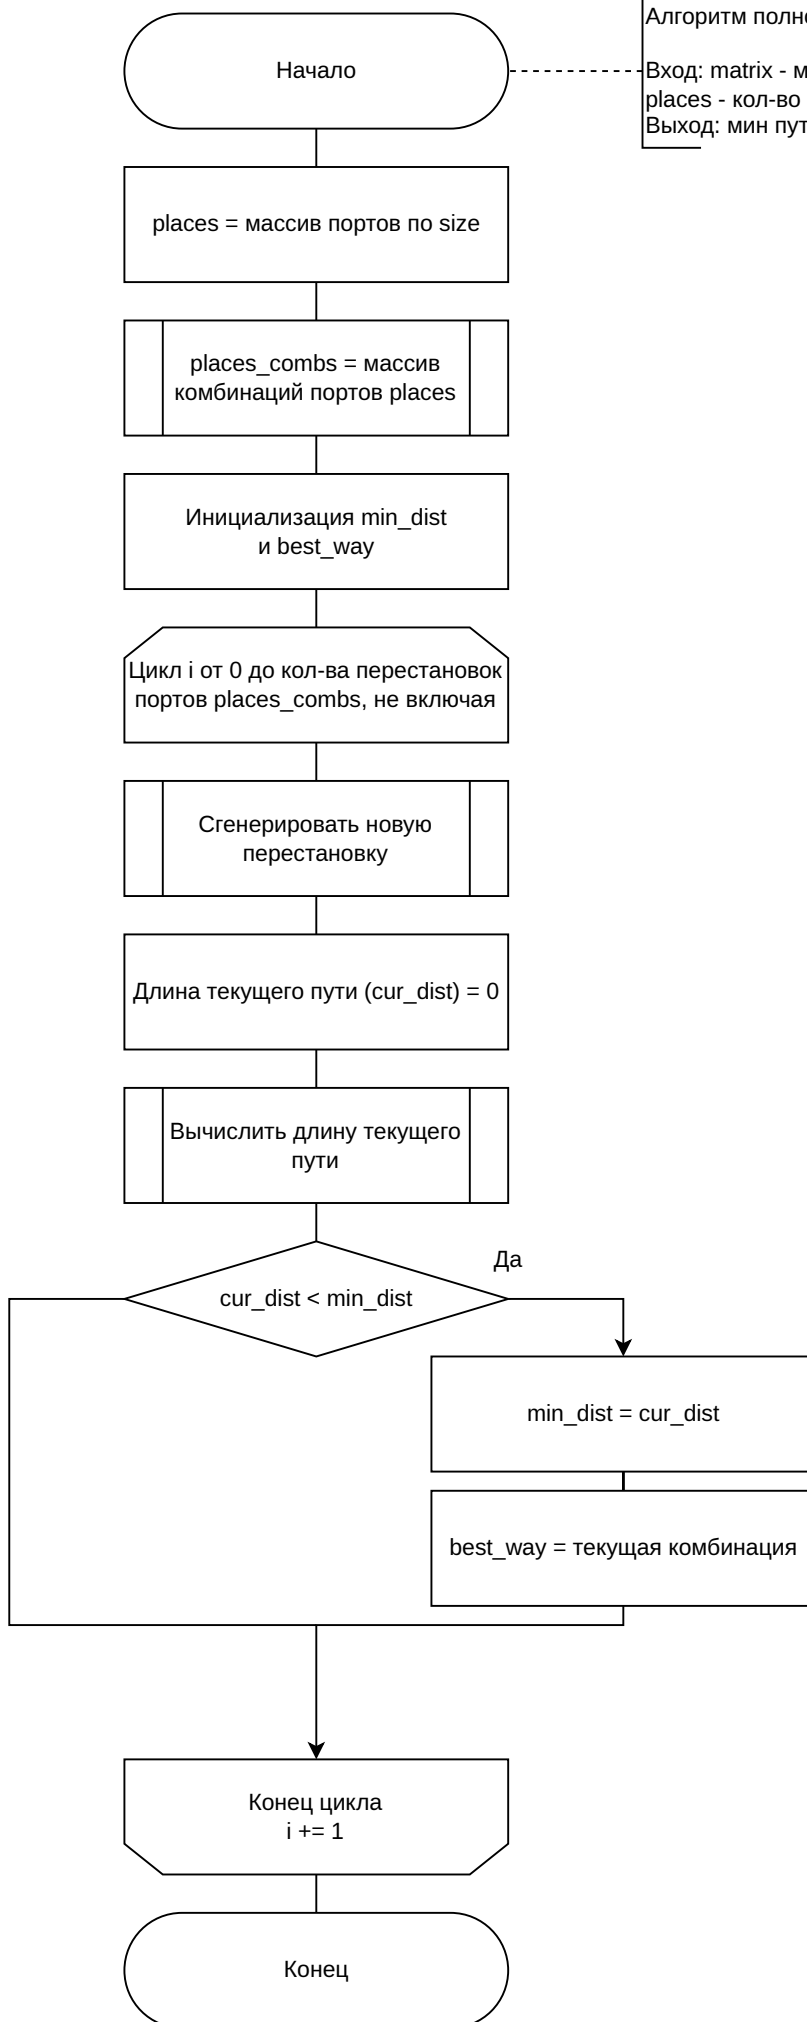 Начало
Алгоритм
Вход: matrix -
places - кол-во
Выход: мин
places = массив портов по size
places_combs = массив
комбинаций портов places
Инициализация min_dist
и best_way
Цикл i от 0 до кол-ва перестановок
портов places_combs, не включая
Сгенерировать новую
перестановку
Длина текущего пути (cur_dist) = 0
Вычислить длину текущего
пути
Да
cur_dist < min_dist
min_dist = cur_dist
best_way = текущая комбинация
Конец цикла
i += 1
Конец